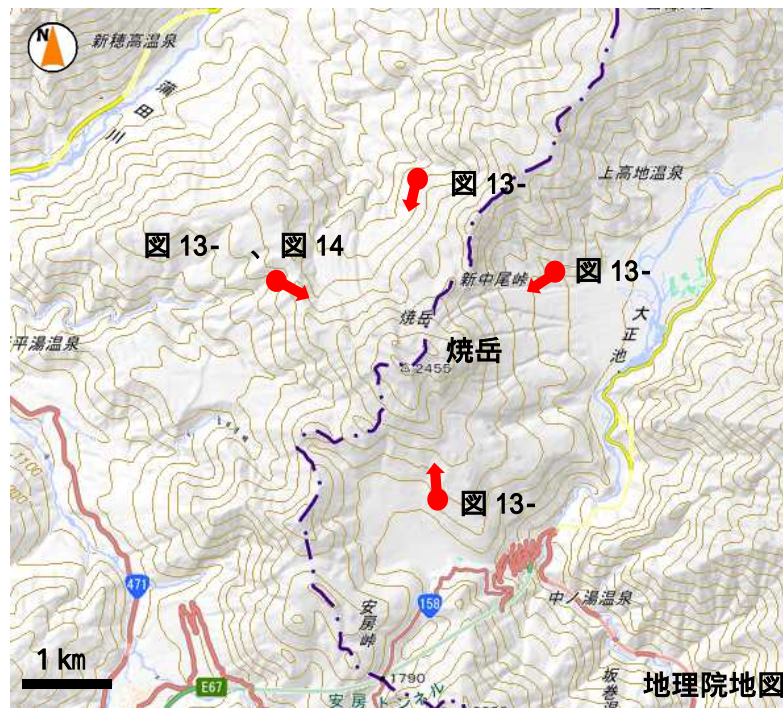 N
新穂高温泉
蒲田川
上高地温泉
図 13-
図 13- 、図 14
新中尾峠
図 13-
大正池
焼岳
焼岳
2455
平湯温泉
1100
図 13-
471
158
中ノ湯温泉
安房峠
1 km
E67
1790
安房トンネル
坂巻温
地理院地図